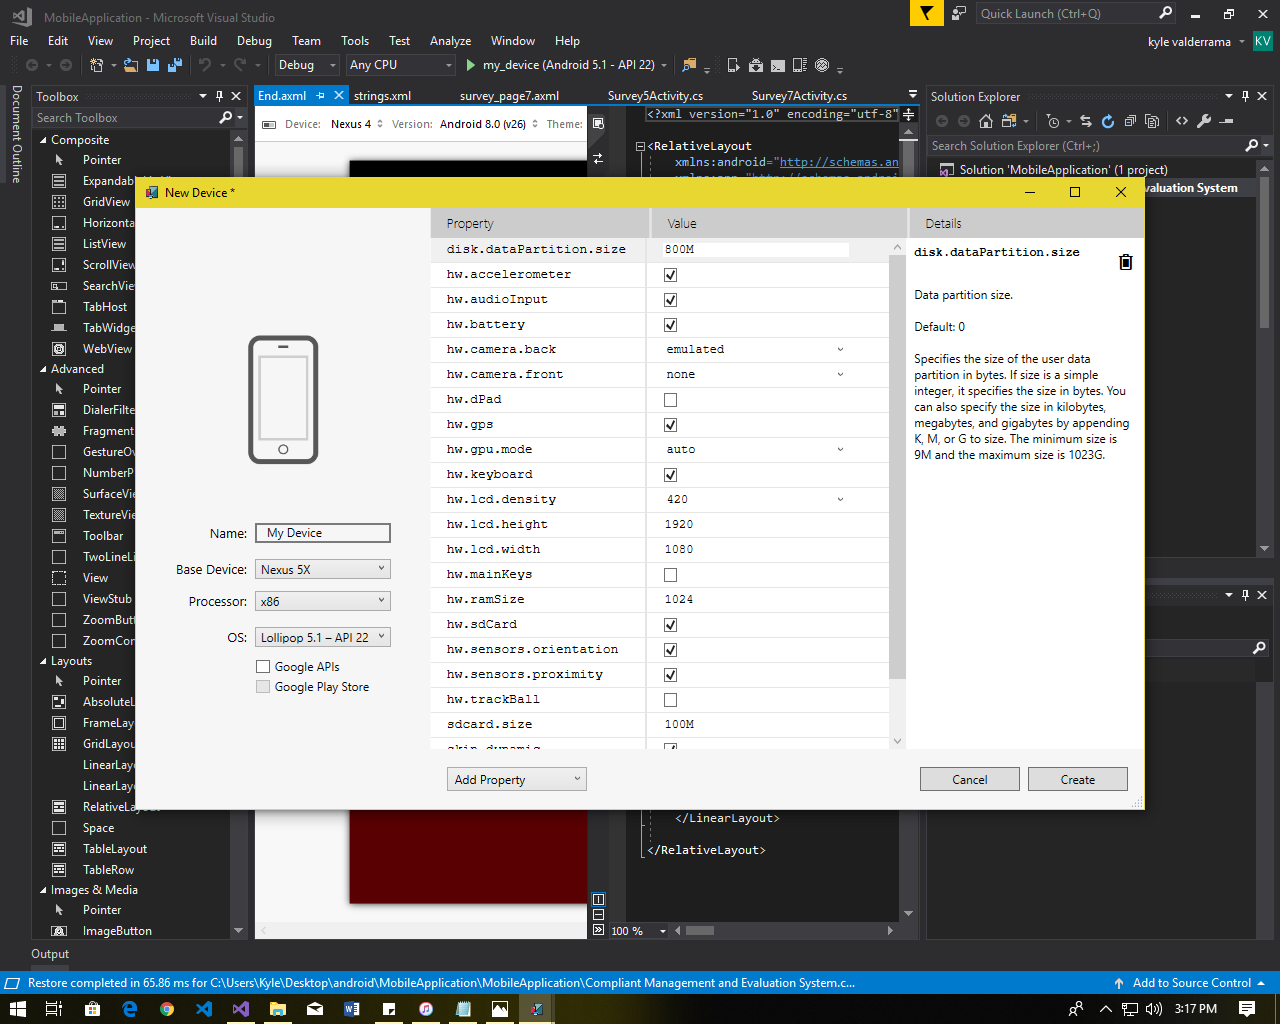 MobileApplication - Microsoft Visual Studio
Quick Launch (Ctrl+Q)
File Edit View Project Build Debug Team Tools Test Analyze Window Help
kyle valderrama KV
Debug Any CPU my_device (Android 5.1 - API 22)
Document Outline
Toolbox
End.axml strings.xml survey_page7.axml Survey5Activity.cs Survey7Activity.cs
Solution Explorer
Search Toolbox
Device: Nexus 4 Version: Android 8.0 (v26) Theme:
<?xml version="1.0" encoding="utf-8"
Search Solution Explorer (Ctrl+;)
Composite
Pointer
<RelativeLayout
xmlns:android="http://schemas.an
Solution 'MobileApplication' (1 project)
valuation System
GridView
Horizonta
ListView
ScrollView
SearchVie
TabHost
TabWidge
WebView
Advanced
Pointer
DialerFilte
Fragment
GestureOv
NumberP
SurfaceVie
TextureVie
Toolbar
TwoLineLi
View
ViewStub
ZoomButt
ZoomCon
Layouts
Pointer
AbsoluteL
FrameLay
GridLayou
LinearLayo
LinearLayo
RelativeLayout
Space
TableLayout
TableRow
Images & Media
Pointer
ImageButton
New Device *
Property Value Details
disk.dataPartition.size 800M
hw.accelerometer
hw.audioInput
hw.battery
hw.camera.back emulated
hw.camera.front none
hw.dPad
hw.gps
hw.gpu.mode auto
hw.keyboard
hw.lcd.density 420
hw.lcd.height 1920
hw.lcd.width 1080
hw.mainKeys
hw.ramSize 1024
hw.sdCard
hw.sensors.orientation
hw.sensors.proximity
hw.trackBall
sdcard.size 100M
skin.dynamic
disk.dataPartition.size
Data partition size.
Default: 0
Specifies the size of the user data
partition in bytes. If size is a simple
integer, it specifies the size in bytes. You
can also specify the size in kilobytes,
megabytes, and gigabytes by appending
K, M, or G to size. The minimum size is
9M and the maximum size is 1023G.
Name: My Device
Base Device: Nexus 5X
Processor: x86
OS: Lollipop 5.1 – API 22
Google APIs
Google Play Store
Add Property
Cancel Create
</LinearLayout>
</RelativeLayout>
100 %
Output
Restore completed in 65.86 ms for C:\Users\Kyle\Desktop\android\MobileApplication\MobileApplication\Compliant Management and Evaluation System.c...
Add to Source Control
3:17 PM